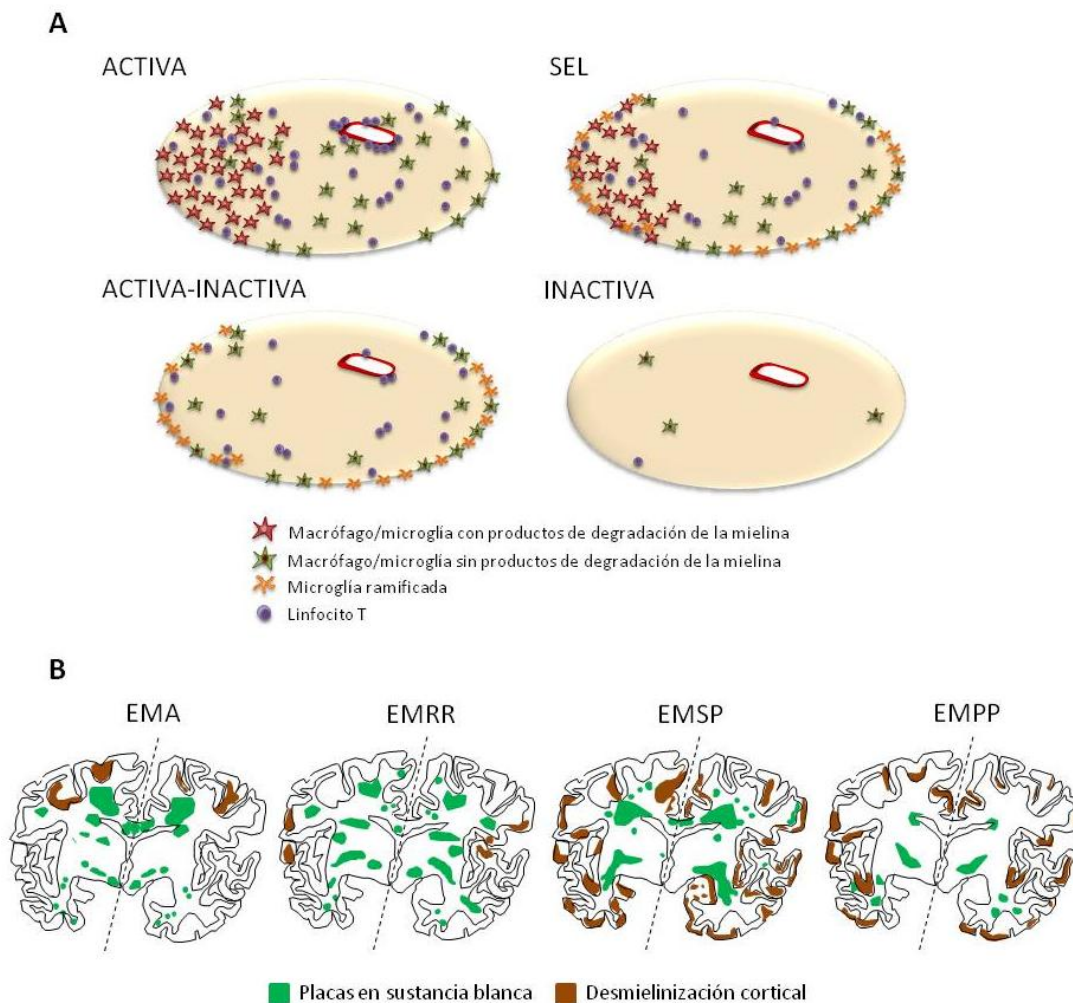 A
ACTIVA
SEL
ACTIVA-INACTIVA
INACTIVA
Macrófago/microglía con productos de degradación de la mielina
Macrófago/microglía sin productos de degradación de la mielina
Microglía ramificada
Linfocito T
B
EMA
EMRR
EMSP
EMPP
Placas en sustancia blanca
Desmielinización cortical